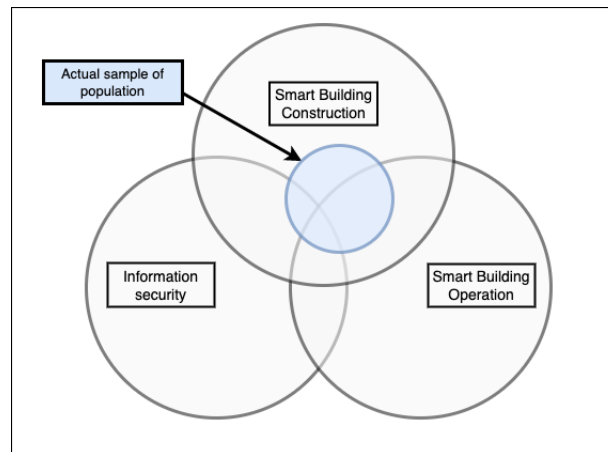 Actual sample of
population
Smart Building
Construction
Information
security
Smart Building
Operation